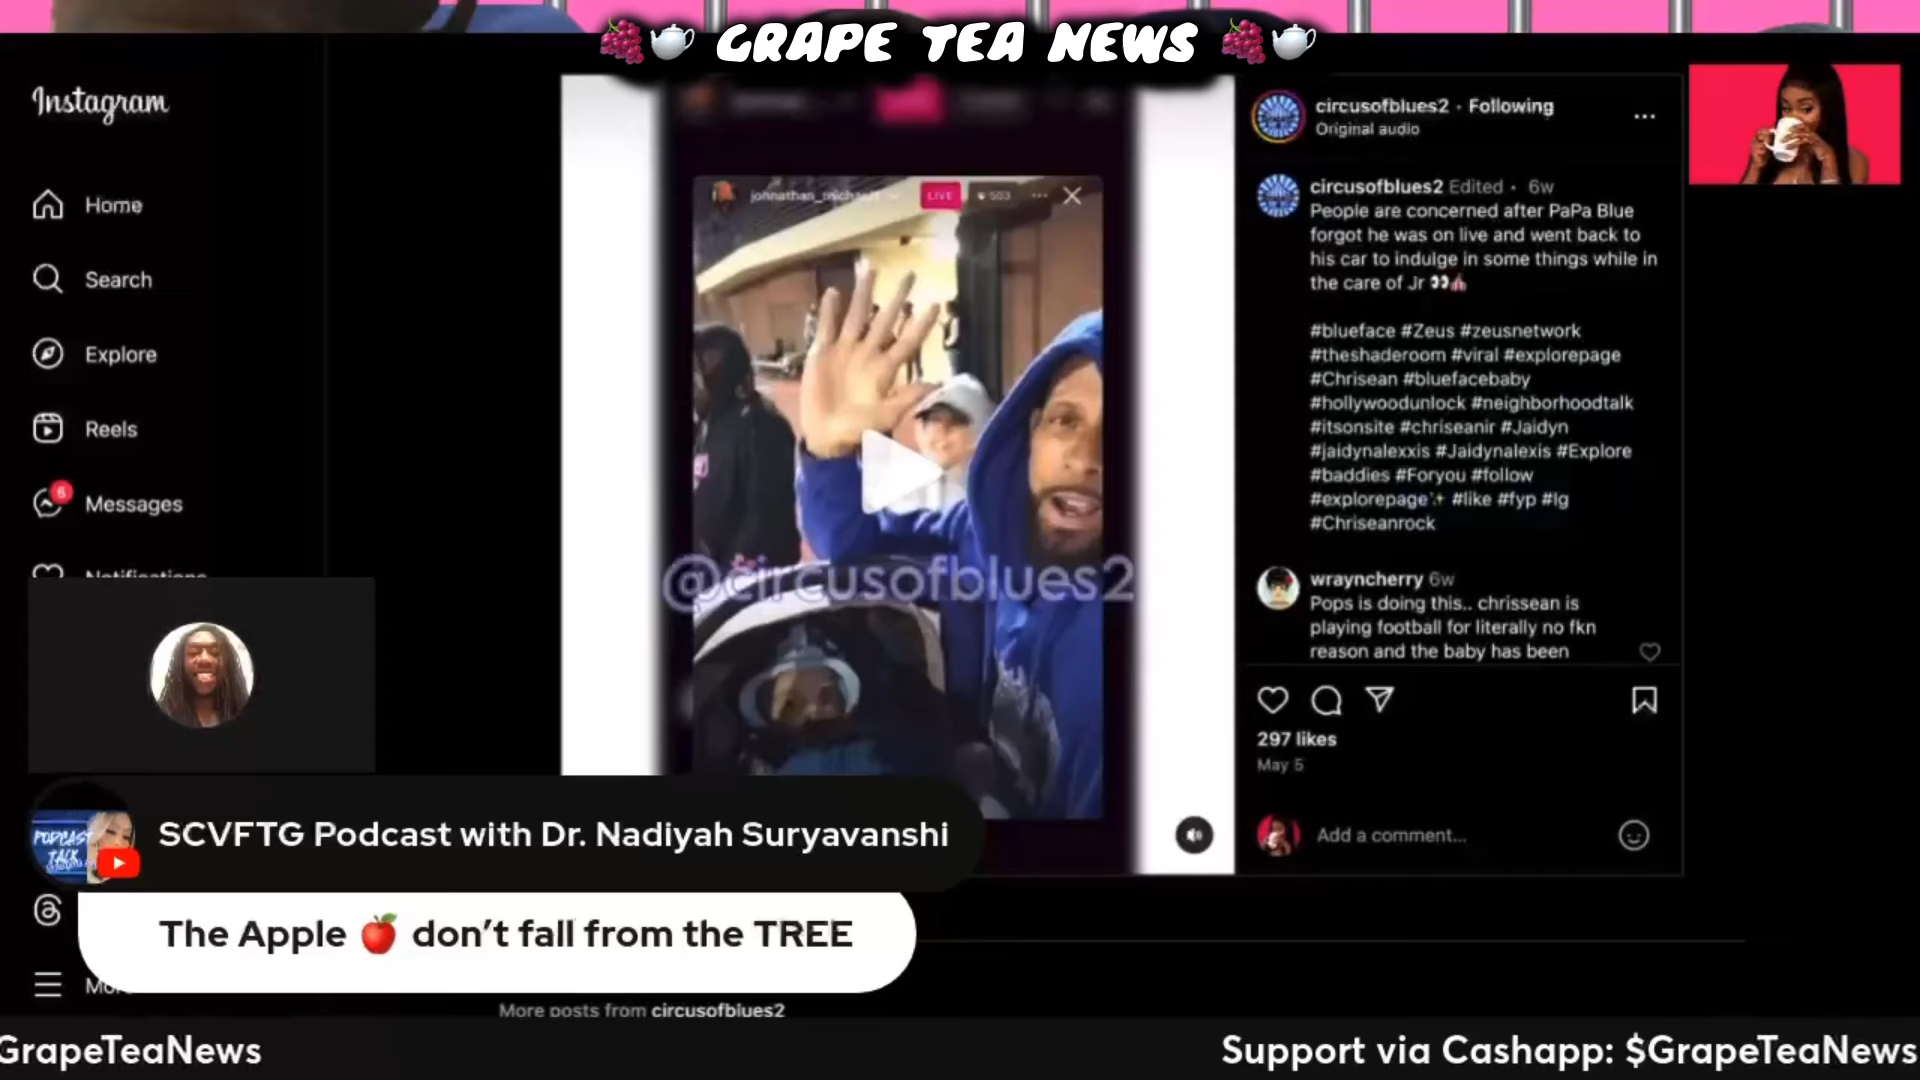 GRAPE TEA NEWS
Instagram
Home
Search
Explore
Reels
6
Messages
Notifications
LIVE
503
@circusofblues2
circusofblues2 • Following
Original audio
circusofblues2 Edited • 6w
People are concerned after PaPa Blue
forgot he was on live and went back to
his car to indulge in some things while in
the care of Jr 👀
#blueface #Zeus #zeusnetwork
#theshaderoom #viral #explorepage
#Chrisean #bluefacebaby
#hollywoodunlock #neighborhoodtalk
#itsonsite #chriseanir #Jaidyn
#jaidynalexxis #Jaidynalexis #Explore
#baddies #Foryou #follow
#explorepage✨ #like #fyp #Ig
#Chriseanrock
wrayncherry 6w
Pops is doing this.. chrissean is
playing football for literally no fkn
reason and the baby has been
297 likes
May 5
Add a comment...
PODCAST
TALK
SCVFTG Podcast with Dr. Nadiyah Suryavanshi
The Apple 🍎 don't fall from the TREE
More posts from circusofblues2
GrapeTeaNews
Support via Cashapp: $GrapeTeaNews